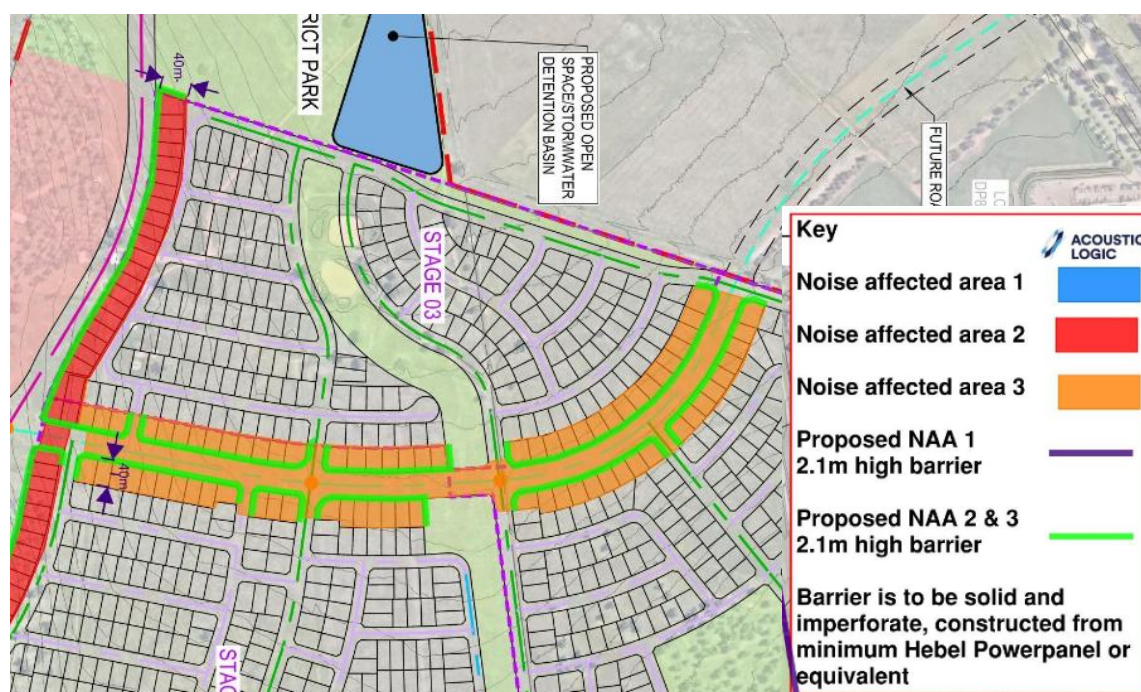 40m
RICT PARK
PROPOSED OPEN
SPACE/STORMWATER
DETENTION BASIN
FUTURE ROA
LC
DP8
STAGE 03
40m
STAG
Key
ACOUSTIC
LOGIC
Noise affected area 1
Noise affected area 2
Noise affected area 3
Proposed NAA 1
2.1m high barrier
Proposed NAA 2 & 3
2.1m high barrier
Barrier is to be solid and
imperforate, constructed from
minimum Hebel Powerpanel or
equivalent